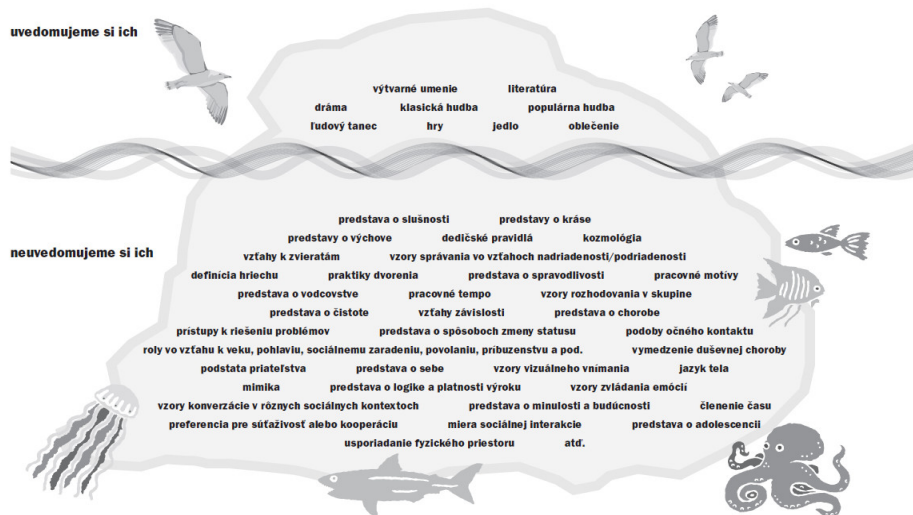 uvedomujeme si ich
výtvarné umenie literatúra
dráma klasická hudba populárna hudba
ľudový tanec hry jedlo oblečenie
predstava o slušnosti predstavy o kráse
predstavy o výchove dedičské pravidlá kozmológia
neuvedomujeme si ich
vzťahy k zvieratám vzory správania vo vzťahoch nadriadenosti/podriadenosti
definícia hriechu praktiky dvorenia predstava o spravodlivosti pracovné motívy
predstava o vodcovstve pracovné tempo vzory rozhodovania v skupine
predstava o čistote vzťahy závislosti predstava o chorobe
prístupy k riešeniu problémov predstava o spôsoboch zmeny statusu podoby očného kontaktu
roly vo vzťahu k veku, pohlaviu, sociálnemu zaradeniu, povolaniu, príbuzenstvu a pod. vymedzenie duševnej choroby
podstata priateľstva predstava o sebe vzory vizuálneho vnímania jazyk tela
mimika predstava o logike a platnosti výroku vzory zvládania emócií
vzory konverzácie v rôznych sociálnych kontextoch predstava o minulosti a budúcnosti členenie času
preferencia pre súťaživosť alebo kooperáciu miera sociálnej interakcie predstava o adolescencii
usporiadanie fyzického priestoru atď.